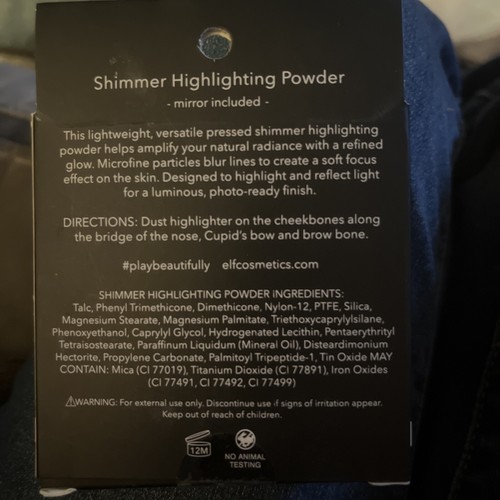 Shimmer Highlighting Powder
- mirror included -
This lightweight, versatile pressed shimmer highlighting
powder helps amplify your natural radiance with a refined
glow. Microfine particles blur lines to create a soft focus
effect on the skin. Designed to highlight and reflect light
for a luminous, photo-ready finish.
DIRECTIONS: Dust highlighter on the cheekbones along
the bridge of the nose, Cupid's bow and brow bone.
#playbeautifully elfcosmetics.com
SHIMMER HIGHLIGHTING POWDER INGREDIENTS:
Talc, Phenyl Trimethicone, Dimethicone, Nylon-12, PTFE, Silica,
Magnesium Stearate, Magnesium Palmitate, Triethoxycaprylylsilane,
Phenoxyethanol, Caprylyl Glycol, Hydrogenated Lecithin, Pentaerythrityl
Tetraisostearate, Paraffinum Liquidum (Mineral Oil), Disteardimonium
Hectorite, Propylene Carbonate, Palmitoyl Tripeptide-1, Tin Oxide MAY
CONTAIN: Mica (CI 77019), Titanium Dioxide (CI 77891), Iron Oxides
(CI 77491, CI 77492, CI 77499)
⚠WARNING: For external use only. Discontinue use if signs of irritation appear.
Keep out of reach of children.
12M
NO ANIMAL
TESTING